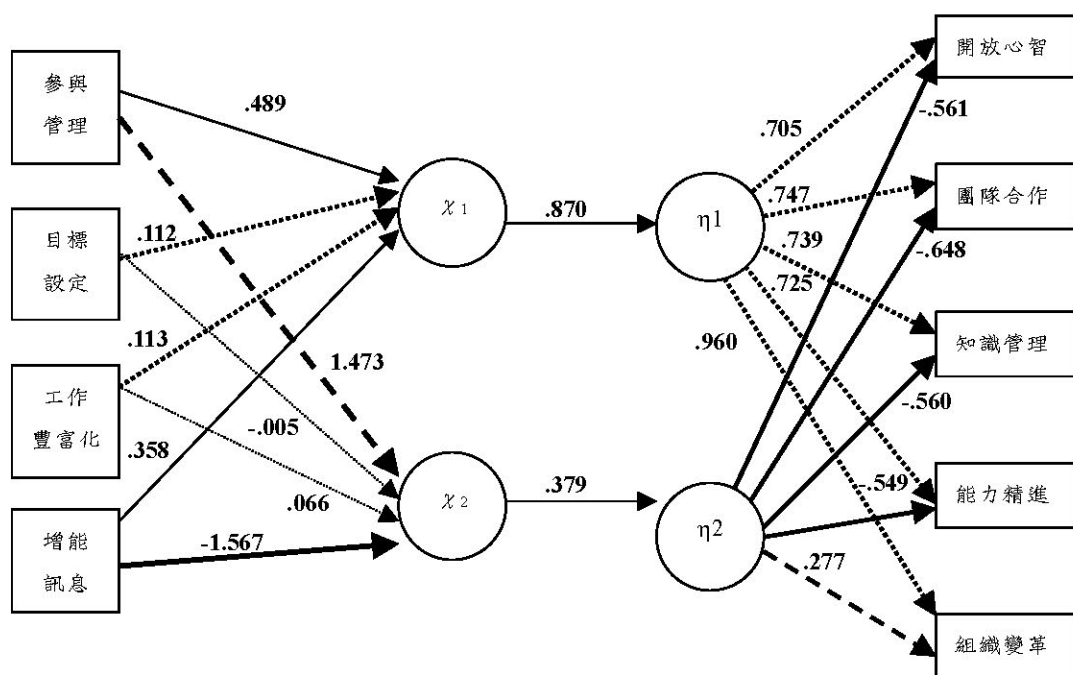 參與
管理
目標
設定
工作
豐富化
增能
訊息
.489
.112
.113
.358
1.473
-.005
.066
-1.567
χ1
χ2
.870
.379
η1
η2
.705
.747
.739
.725
.960
-.561
-.648
-.560
-.549
.277
開放心智
團隊合作
知識管理
能力精進
組織變革